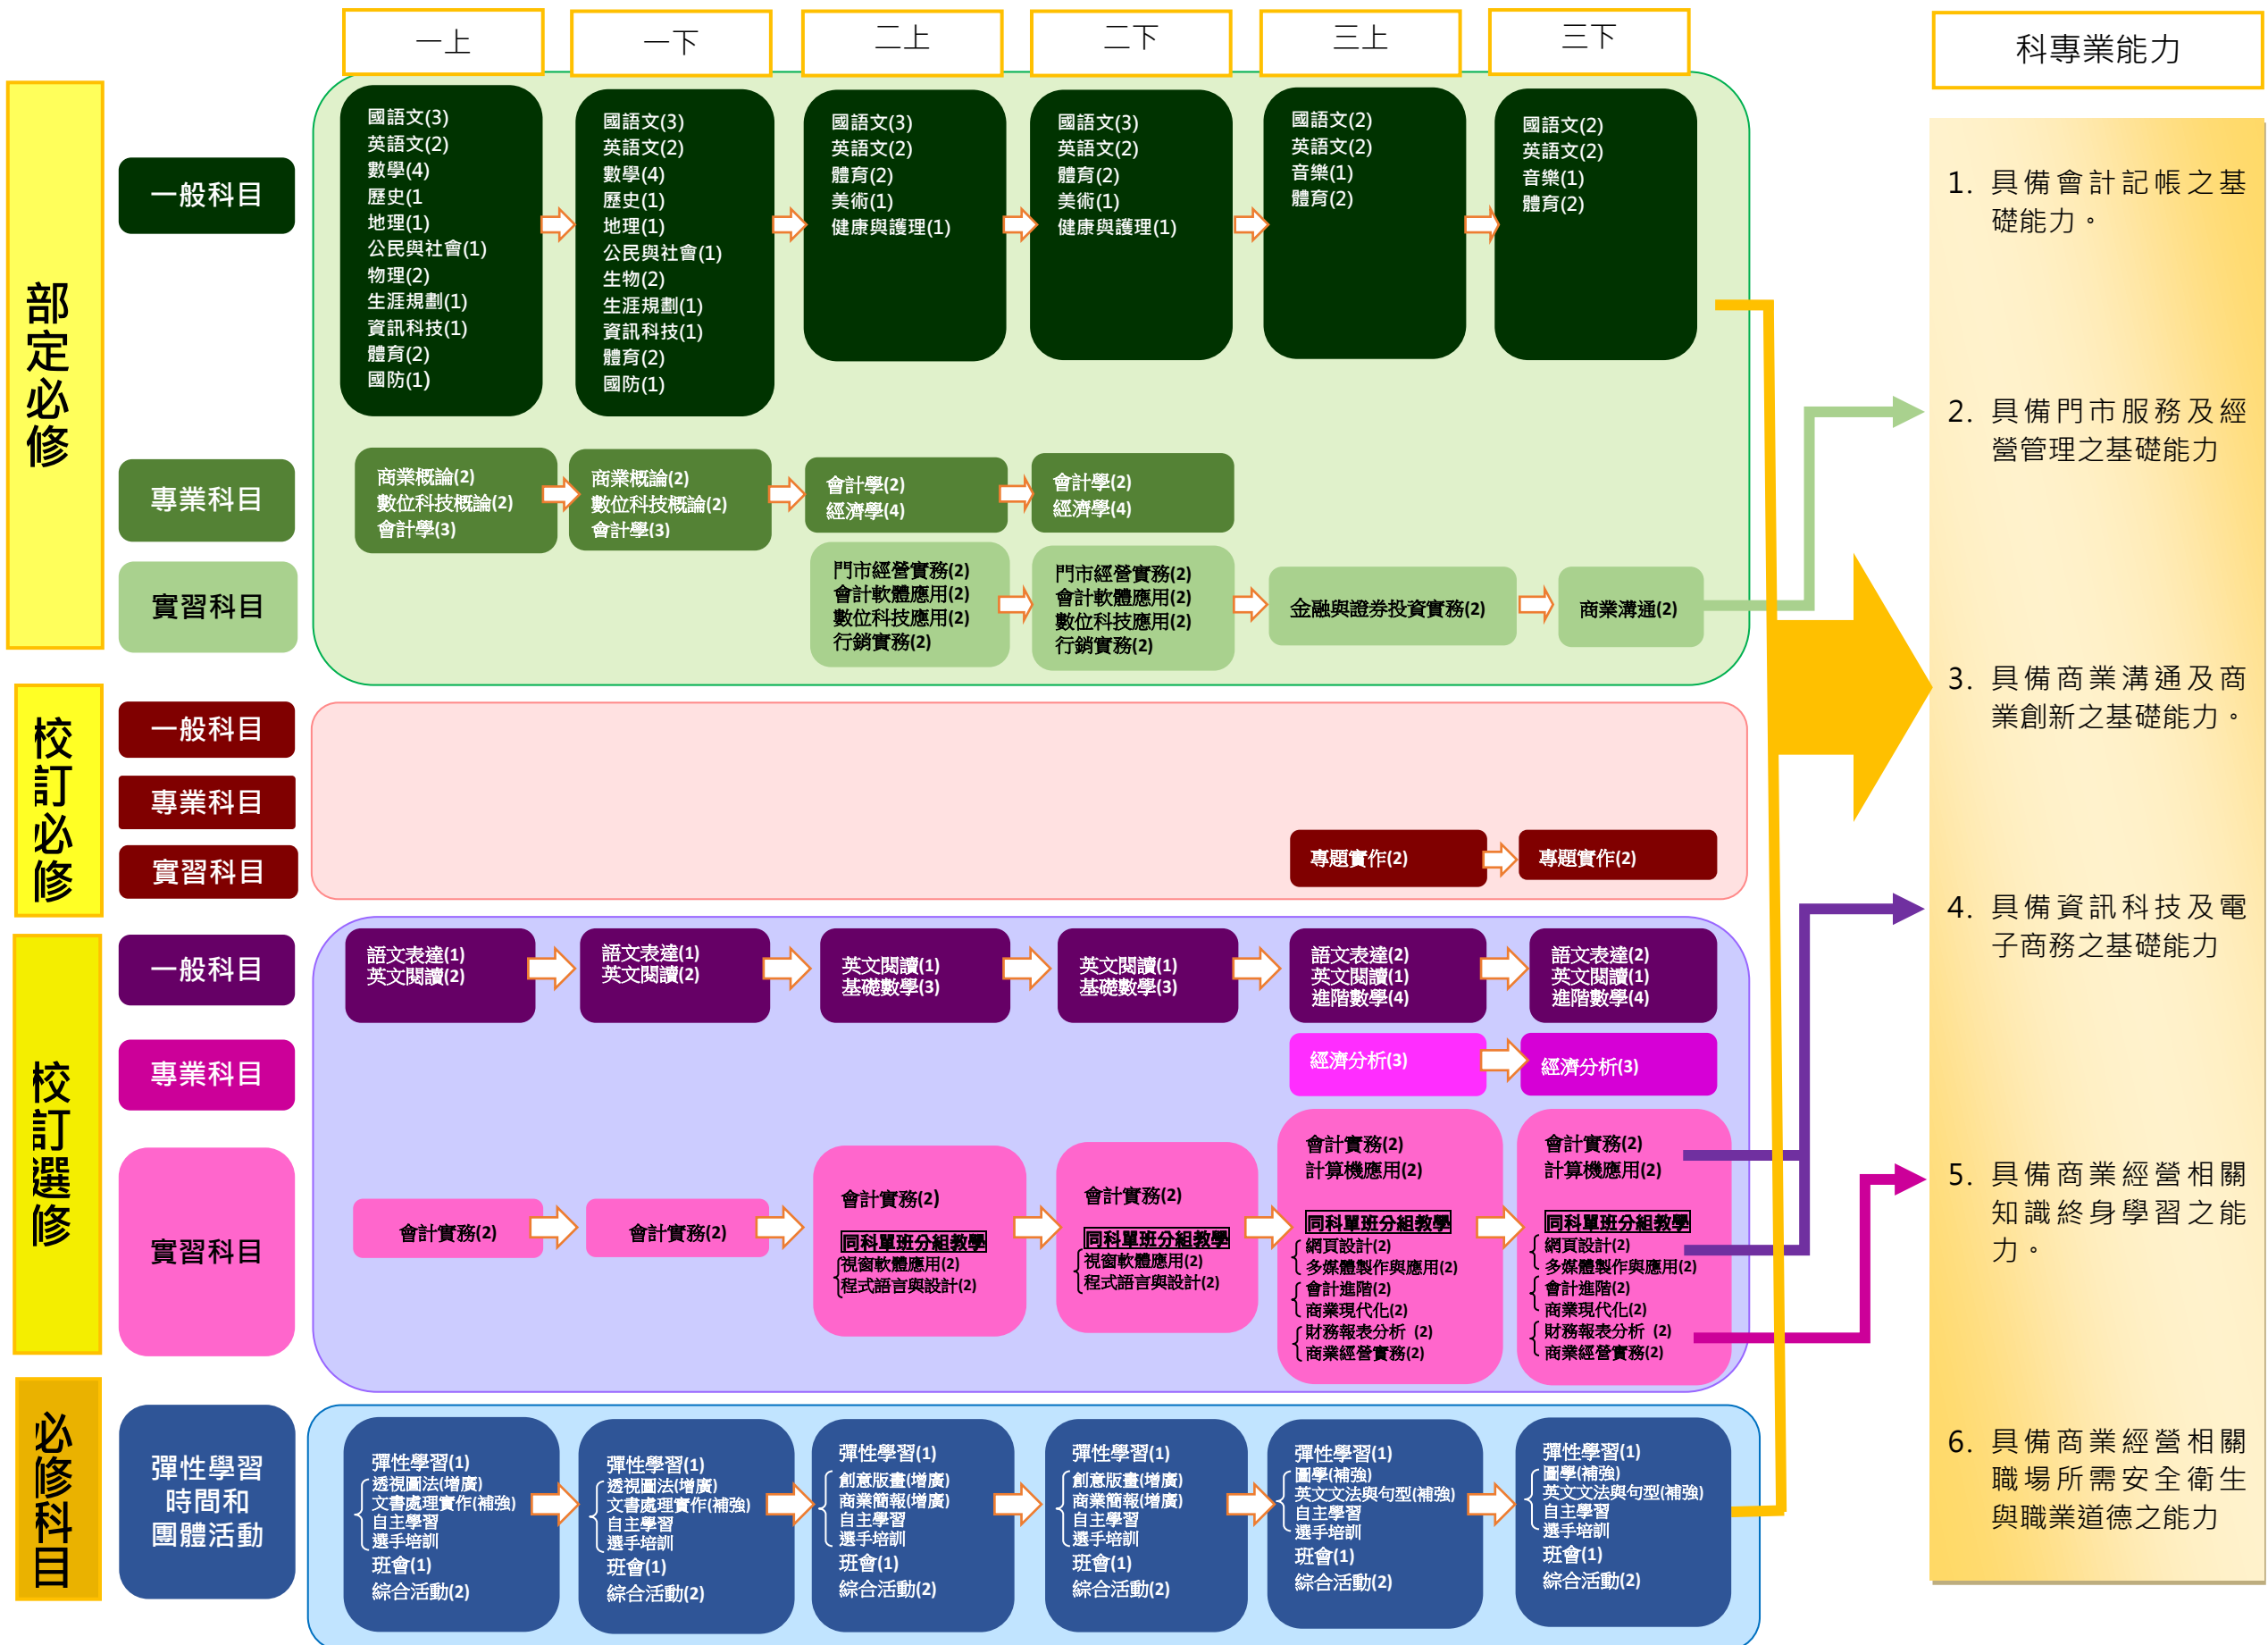 一上
一下
二上
二下
三上
三下
科專業能力
部定必修
一般科目
國語文(3)
英語文(2)
數學(4)
歷史(1
地理(1)
公民與社會(1)
物理(2)
生涯規劃(1)
資訊科技(1)
體育(2)
國防(1)
國語文(3)
英語文(2)
數學(4)
歷史(1)
地理(1)
公民與社會(1)
生物(2)
生涯規劃(1)
資訊科技(1)
體育(2)
國防(1)
國語文(3)
英語文(2)
體育(2)
美術(1)
健康與護理(1)
國語文(3)
英語文(2)
體育(2)
美術(1)
健康與護理(1)
國語文(2)
英語文(2)
音樂(1)
體育(2)
國語文(2)
英語文(2)
音樂(1)
體育(2)
專業科目
商業概論(2)
數位科技概論(2)
會計學(3)
商業概論(2)
數位科技概論(2)
會計學(3)
會計學(2)
經濟學(4)
會計學(2)
經濟學(4)
實習科目
門市經營實務(2)
會計軟體應用(2)
數位科技應用(2)
行銷實務(2)
門市經營實務(2)
會計軟體應用(2)
數位科技應用(2)
行銷實務(2)
金融與證券投資實務(2)
商業溝通(2)
校訂必修
一般科目
專業科目
實習科目
專題實作(2)
專題實作(2)
校訂選修
一般科目
語文表達(1)
英文閱讀(2)
語文表達(1)
英文閱讀(2)
英文閱讀(1)
基礎數學(3)
英文閱讀(1)
基礎數學(3)
語文表達(2)
英文閱讀(1)
進階數學(4)
語文表達(2)
英文閱讀(1)
進階數學(4)
專業科目
經濟分析(3)
經濟分析(3)
實習科目
會計實務(2)
會計實務(2)
會計實務(2)
同科單班分組教學
視窗軟體應用(2)
程式語言與設計(2)
會計實務(2)
同科單班分組教學
視窗軟體應用(2)
程式語言與設計(2)
會計實務(2)
計算機應用(2)
同科單班分組教學
網頁設計(2)
多媒體製作與應用(2)
會計進階(2)
商業現代化(2)
財務報表分析 (2)
商業經營實務(2)
會計實務(2)
計算機應用(2)
同科單班分組教學
網頁設計(2)
多媒體製作與應用(2)
會計進階(2)
商業現代化(2)
財務報表分析 (2)
商業經營實務(2)
必修科目
彈性學習
時間和
團體活動
彈性學習(1)
透視圖法(增廣)
文書處理實作(補強)
自主學習
選手培訓
班會(1)
綜合活動(2)
彈性學習(1)
透視圖法(增廣)
文書處理實作(補強)
自主學習
選手培訓
班會(1)
綜合活動(2)
彈性學習(1)
創意版畫(增廣)
商業簡報(增廣)
自主學習
選手培訓
班會(1)
綜合活動(2)
彈性學習(1)
創意版畫(增廣)
商業簡報(增廣)
自主學習
選手培訓
班會(1)
綜合活動(2)
彈性學習(1)
圖學(補強)
英文文法與句型(補強)
自主學習
選手培訓
班會(1)
綜合活動(2)
彈性學習(1)
圖學(補強)
英文文法與句型(補強)
自主學習
選手培訓
班會(1)
綜合活動(2)
1. 具備會計記帳之基
礎能力。
2. 具備門市服務及經
營管理之基礎能力
3. 具備商業溝通及商
業創新之基礎能力。
4. 具備資訊科技及電
子商務之基礎能力
5. 具備商業經營相關
知識終身學習之能
力。
6. 具備商業經營相關
職場所需安全衛生
與職業道德之能力